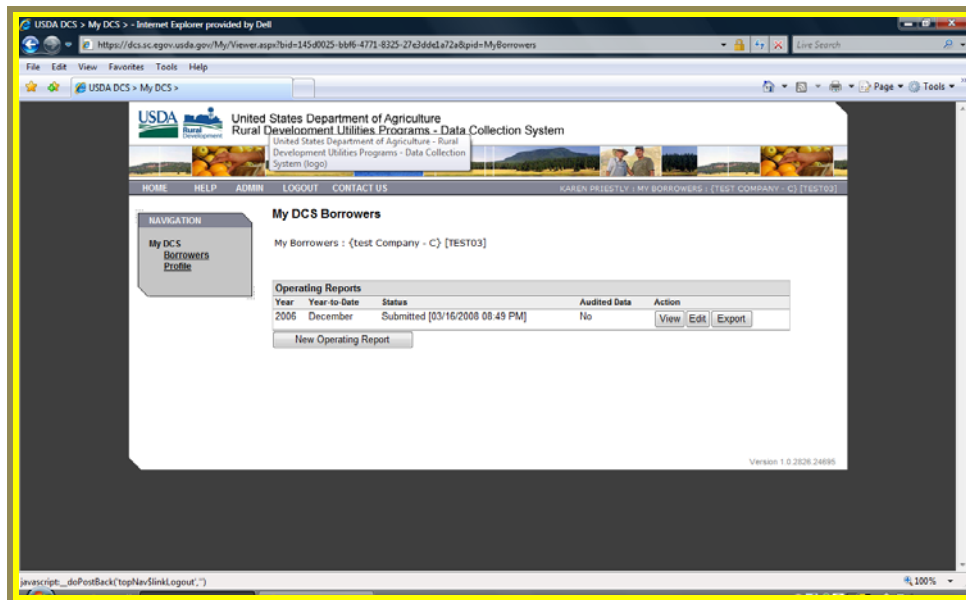 USDA DCS > My DCS > - Internet Explorer provided by Dell
https://dcs.sc.egov.usda.gov/My/Viewer.aspx?bid=145d0025-bbf6-4771-8325-27e3dde1a72a&pid=MyBorrowers
Live Search
File Edit View Favorites Tools Help
USDA DCS > My DCS >
Page Tools
USDA
Rural
Development
United States Department of Agriculture
Rural Development Utilities Programs - Data Collection System
United States Department of Agriculture - Rural
Development Utilities Programs - Data Collection
System (logo)
HOME HELP ADMIN LOGOUT CONTACT US
KAREN PRIESTLY : MY BORROWERS : {TEST COMPANY - C} [TEST03]
NAVIGATION
My DCS
Borrowers
Profile
My DCS Borrowers
My Borrowers : {test Company - C} [TEST03]
Operating Reports
Year Year-to-Date Status Audited Data Action
2006 December Submitted [03/16/2008 08:49 PM] No View Edit Export
New Operating Report
Version 1.0.2826.24695
javascript:__doPostBack('topNav$linkLogout','')
100%